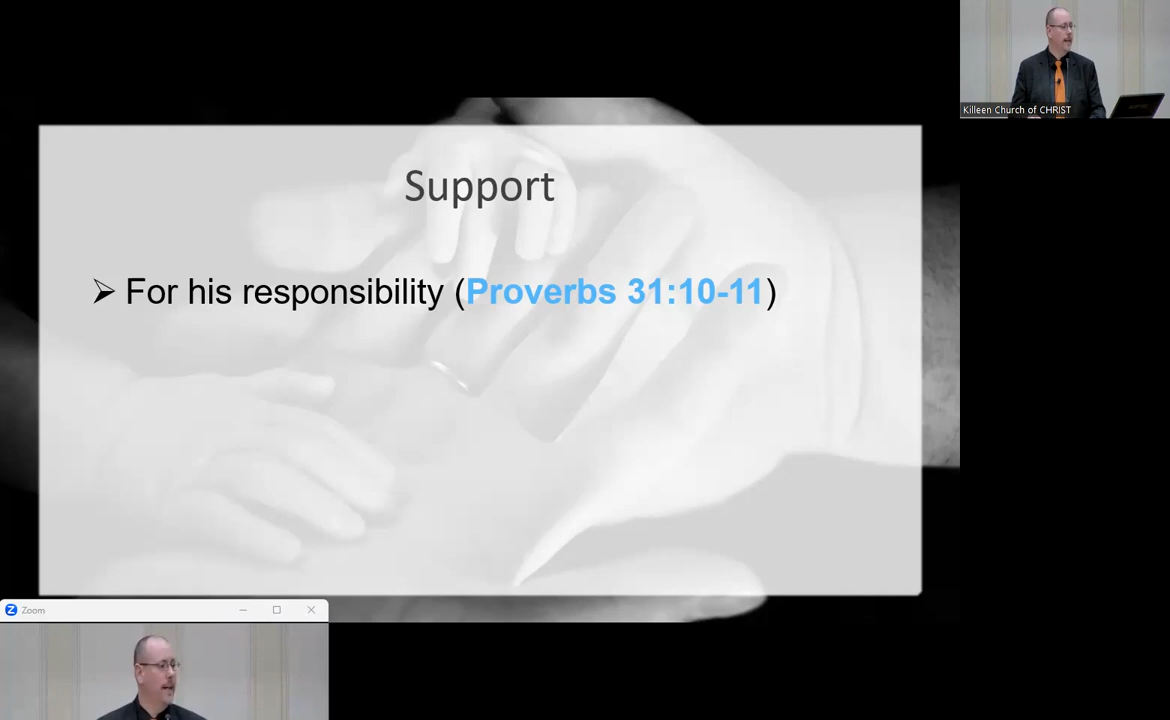 Killeen Church of CHRIST
Support
➢ For his responsibility (Proverbs 31:10-11)
Zoom